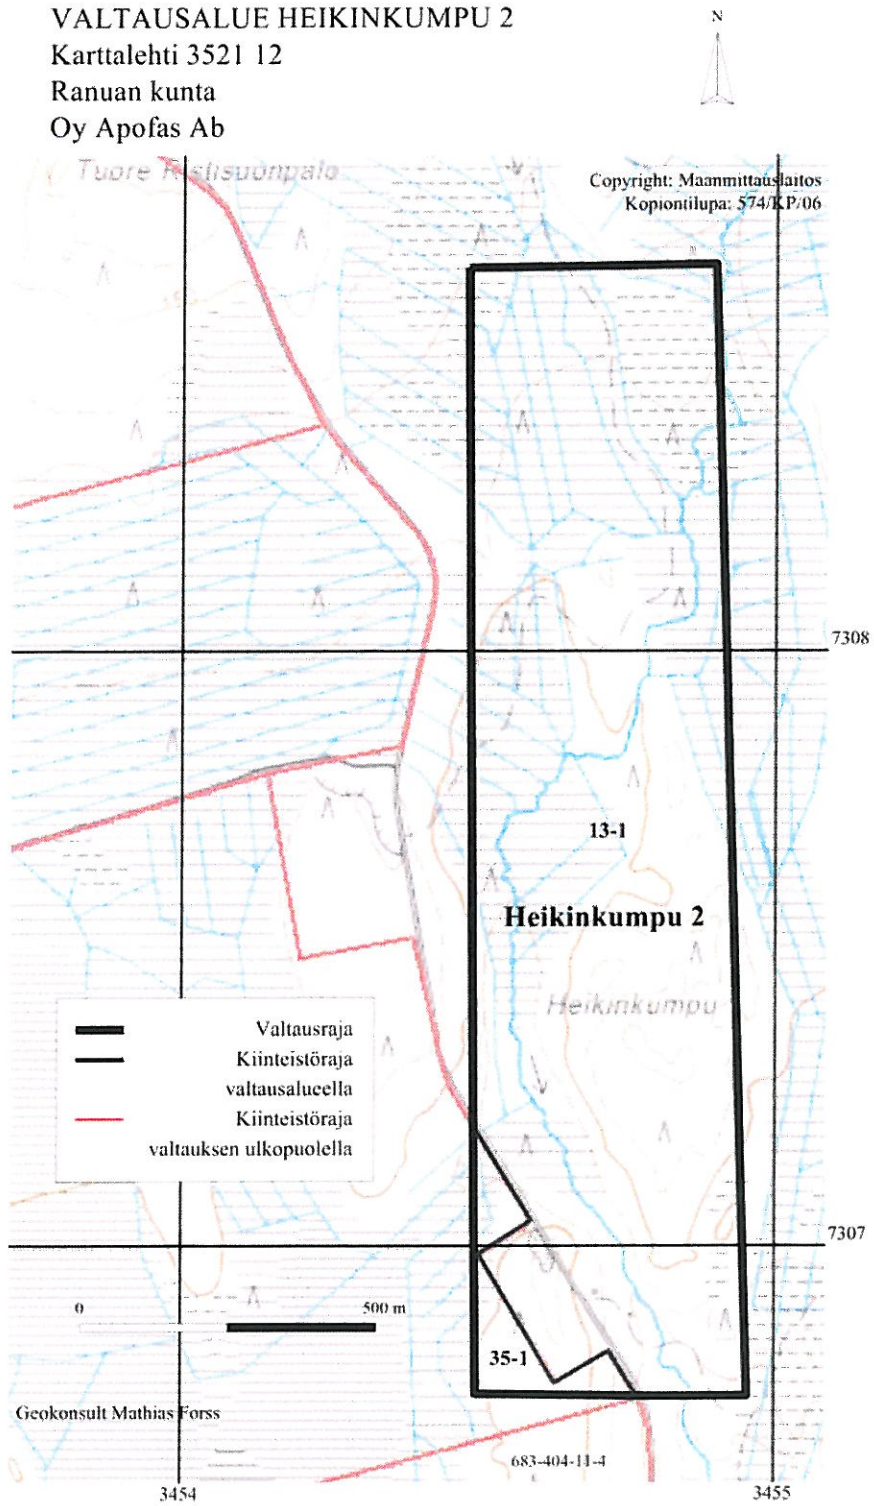 VALTAUSALUE HEIKINKUMPU 2
Karttalehti 3521 12
Ranuan kunta
Oy Apofas Ab
N
Tuore Ristisuonpalo
Copyright: Maanmittauslaitos
Kopiontilupa: 574/KP/06
7308
13-1
Heikinkumpu 2
Heikinkumpu
Valtausraja
Kiinteistöraja
valtausalueella
Kiinteistöraja
valtauksen ulkopuolella
7307
0 500 m
35-1
Geokonsult Mathias Forss
683-404-11-4
3454 3455